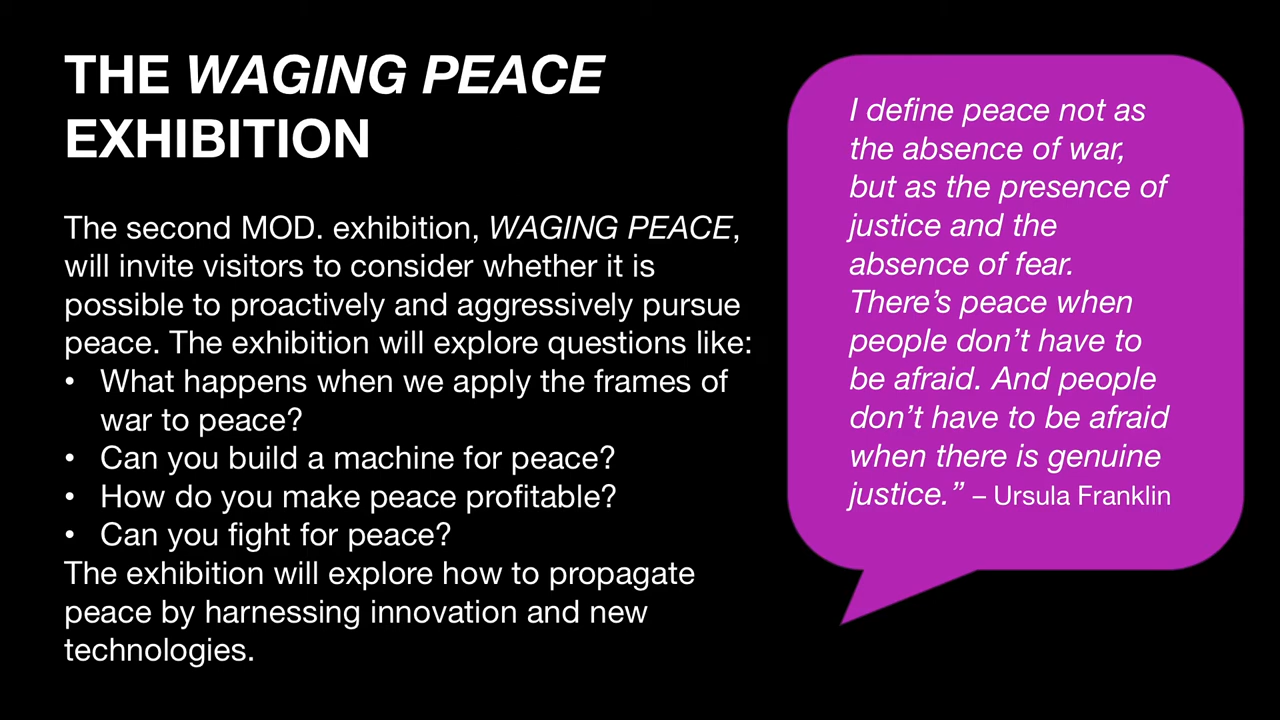 THE WAGING PEACE
EXHIBITION
The second MOD. exhibition, WAGING PEACE,
will invite visitors to consider whether it is
possible to proactively and aggressively pursue
peace. The exhibition will explore questions like:
• What happens when we apply the frames of
war to peace?
• Can you build a machine for peace?
• How do you make peace profitable?
• Can you fight for peace?
The exhibition will explore how to propagate
peace by harnessing innovation and new
technologies.
I define peace not as
the absence of war,
but as the presence of
justice and the
absence of fear.
There’s peace when
people don’t have to
be afraid. And people
don’t have to be afraid
when there is genuine
justice.” – Ursula Franklin